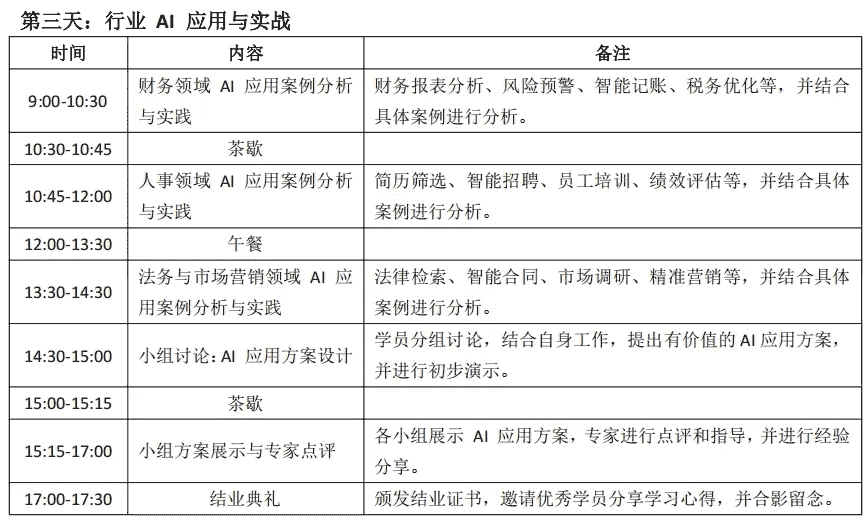 第三天：行业 AI 应用与实战
时间 内容 备注
9:00-10:30 财务领域 AI 应用案例分析 财务报表分析、风险预警、智能记账、税务优化等，并结合
与实践 具体案例进行分析。
10:30-10:45 茶歇
10:45-12:00 人事领域 AI 应用案例分析 简历筛选、智能招聘、员工培训、绩效评估等，并结合具体
与实践 案例进行分析。
12:00-13:30 午餐
13:30-14:30 法务与市场营销领域 AI 应 法律检索、智能合同、市场调研、精准营销等，并结合具体
用案例分析与实践 案例进行分析。
14:30-15:00 小组讨论：AI 应用方案设计 学员分组讨论，结合自身工作，提出有价值的AI应用方案，
并进行初步演示。
15:00-15:15 茶歇
15:15-17:00 小组方案展示与专家点评 各小组展示 AI 应用方案，专家进行点评和指导，并进行经验
分享。
17:00-17:30 结业典礼 颁发结业证书，邀请优秀学员分享学习心得，并合影留念。